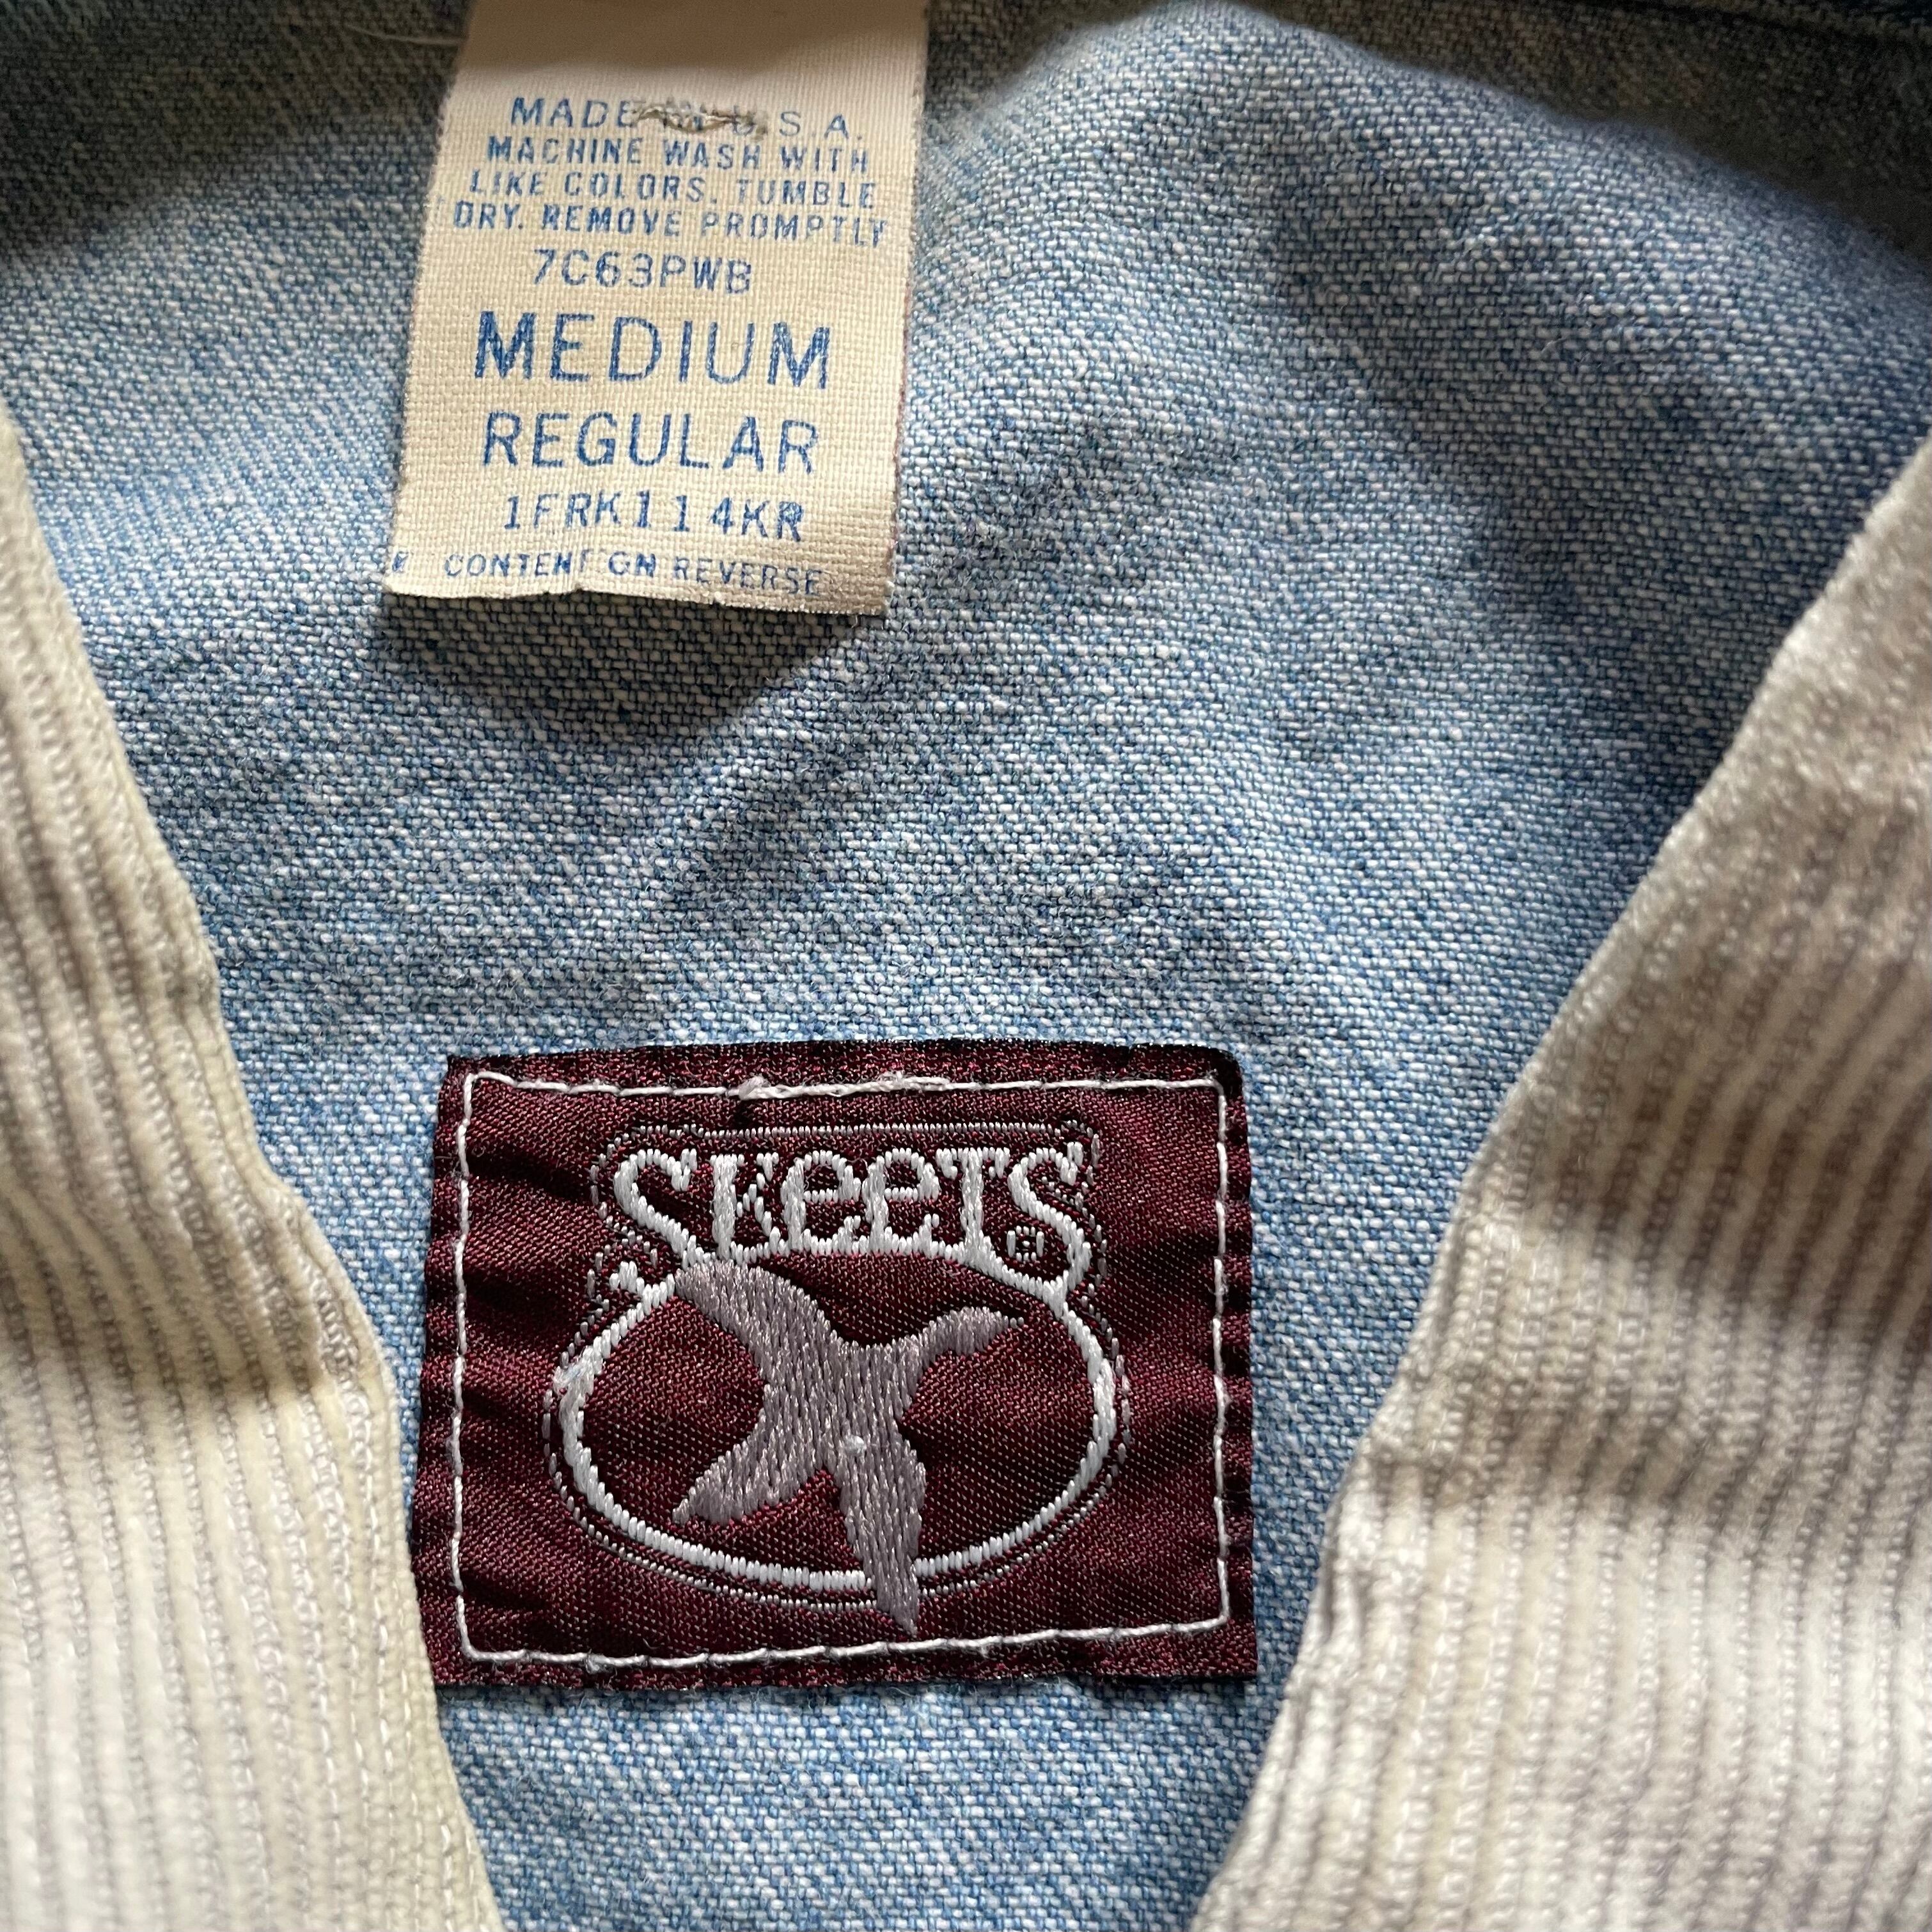 MADE IN U.S.A.
MACHINE WASH WITH
LIKE COLORS. TUMBLE
DRY. REMOVE PROMPTLY
7C63PWB
MEDIUM
REGULAR
1FRK114KR
CONTENT ON REVERSE
SKEETS